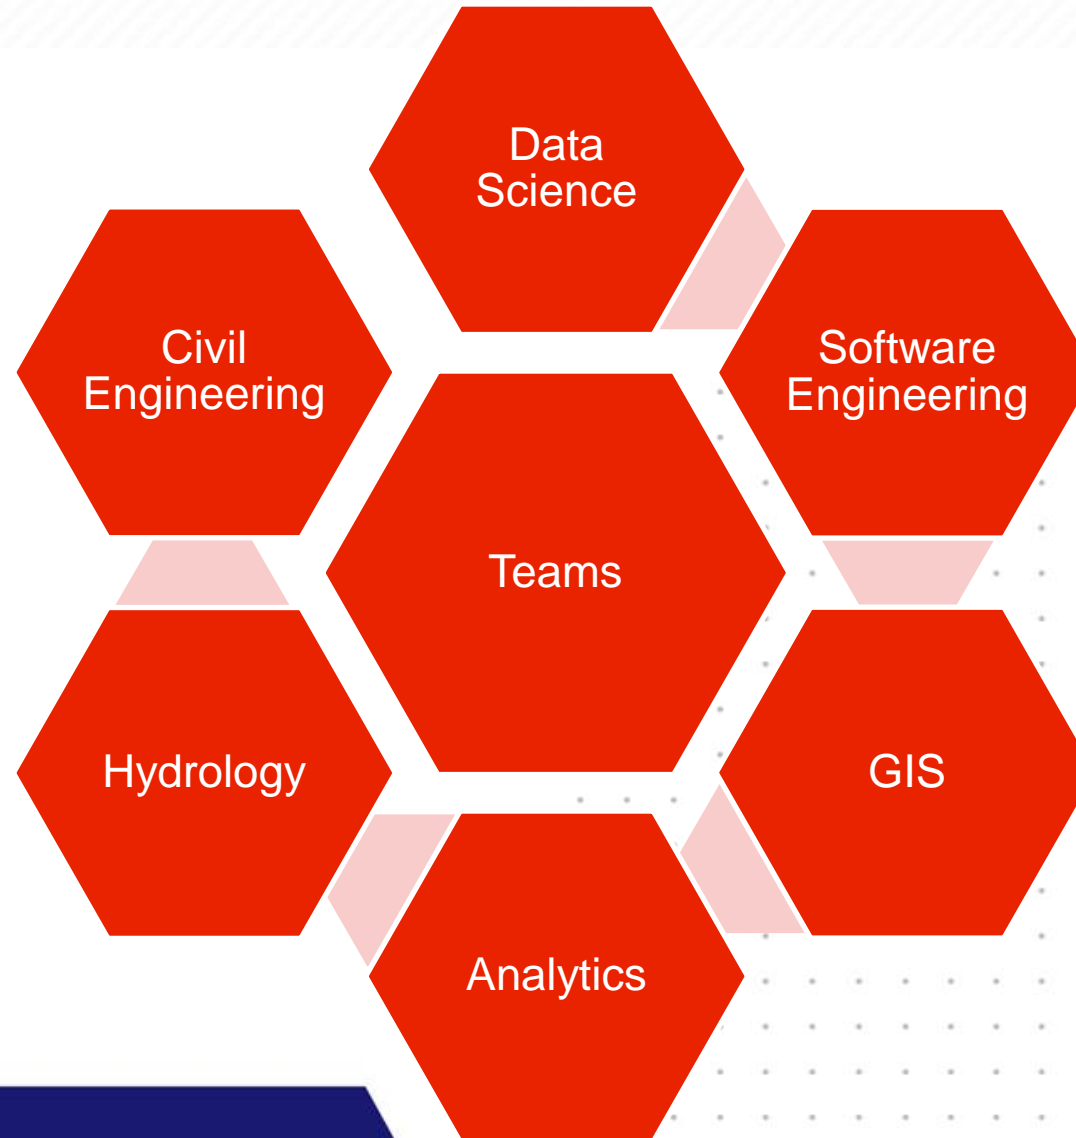 Data
Science
Civil
Engineering
Software
Engineering
Teams
Hydrology
GIS
Analytics